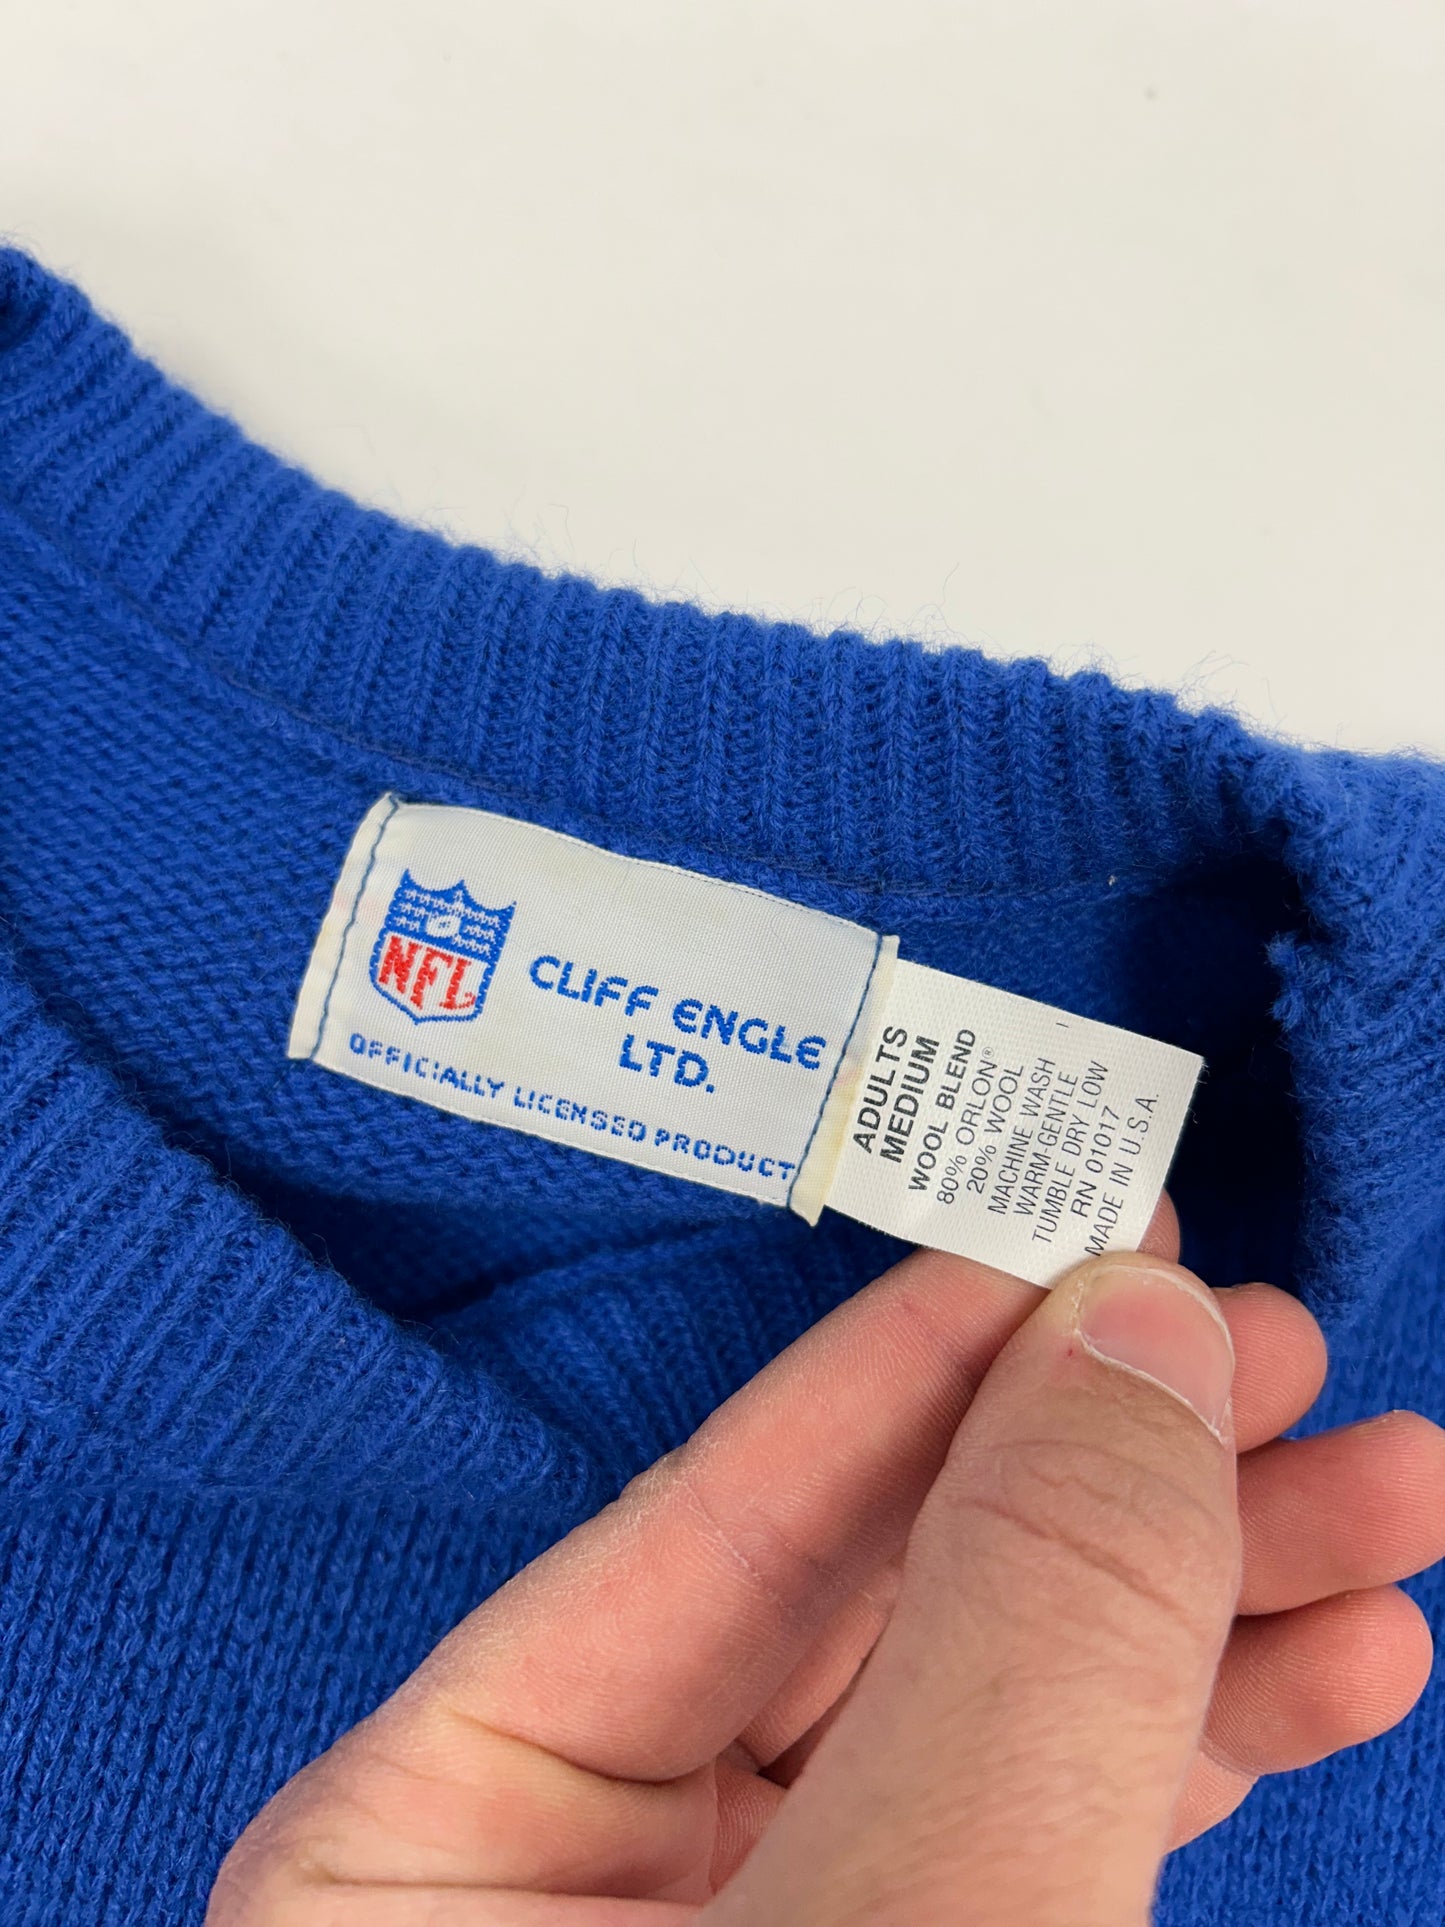 NFL
CLIFF ENGLE
LTD.
OFFICIALLY LICENSED PRODUCT
ADULTS
MEDIUM
WOOL BLEND
80% ORLON®
20% WOOL
MACHINE WASH
WARM-GENTLE
TUMBLE DRY LOW
RN 01017
MADE IN U.S.A.